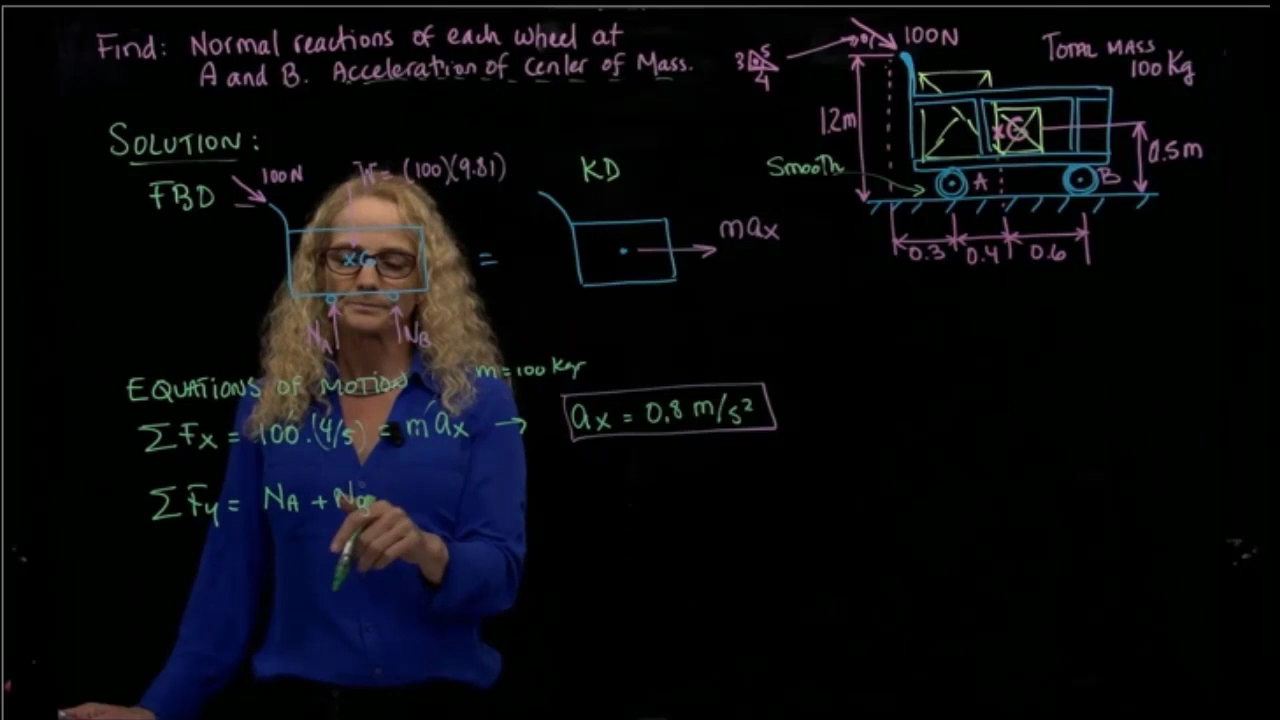 Find: Normal reactions of each wheel at
A and B. Acceleration of Center of Mass.
SOLUTION:
FBD
100N
W = (100)(9.81)
xG
NA
NB
=
KD
max
EQUATIONS OF MOTION
m = 100 kg
ΣFx = 100.(4/5) = max →
ax = 0.8 m/s²
ΣFy = NA + NB
3
5
4
100N
TOTAL MASS
100 Kg
1.2m
xG
0.5m
Smooth
A
B
0.3
0.4
0.6